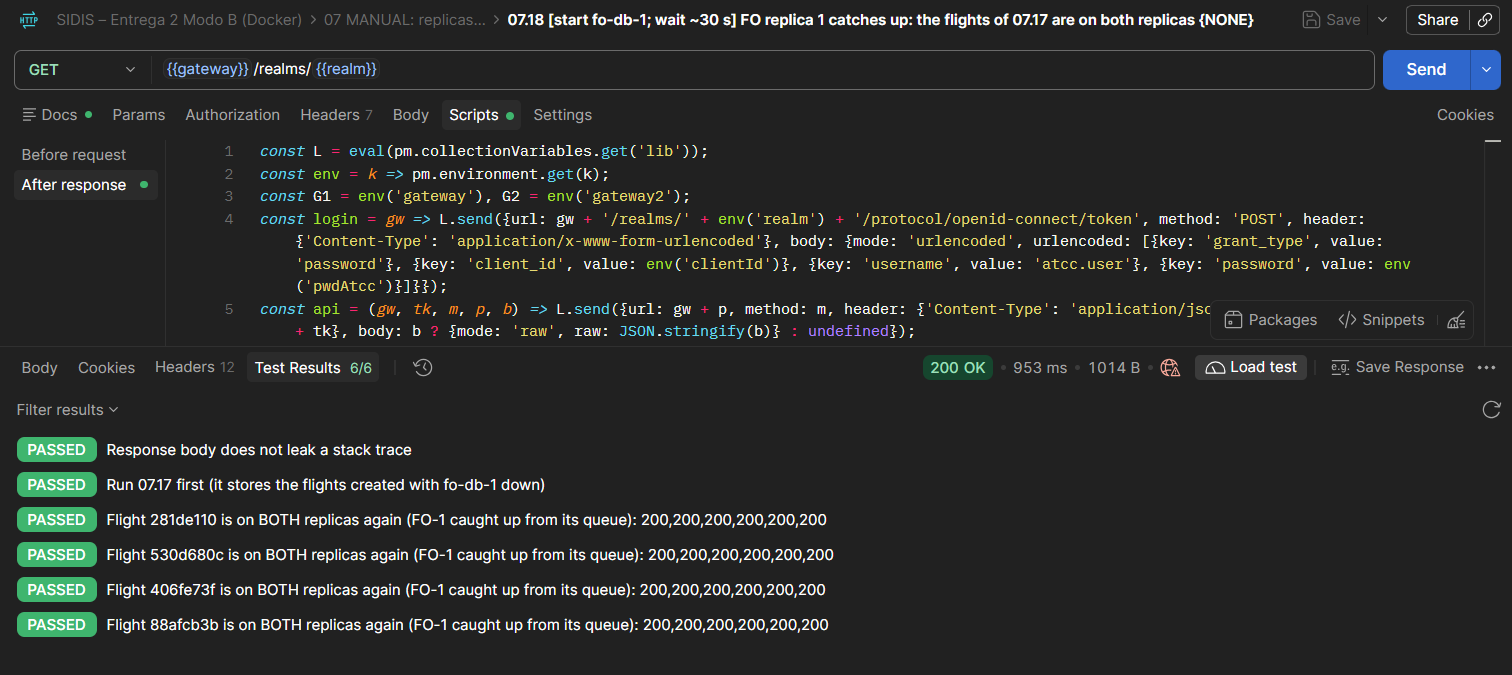 HTTP SIDIS – Entrega 2 Modo B (Docker) > 07 MANUAL: replicas... > 07.18 [start fo-db-1; wait ~30 s] FO replica 1 catches up: the flights of 07.17 are on both replicas {NONE} Save Share
GET {{gateway}} /realms/ {{realm}} Send
Docs Params Authorization Headers 7 Body Scripts Settings Cookies
Before request
After response
1 const L = eval(pm.collectionVariables.get('lib'));
2 const env = k => pm.environment.get(k);
3 const G1 = env('gateway'), G2 = env('gateway2');
4 const login = gw => L.send({url: gw + '/realms/' + env('realm') + '/protocol/openid-connect/token', method: 'POST', header:
{'Content-Type': 'application/x-www-form-urlencoded'}, body: {mode: 'urlencoded', urlencoded: [{key: 'grant_type', value:
'password'}, {key: 'client_id', value: env('clientId')}, {key: 'username', value: 'atcc.user'}, {key: 'password', value: env
('pwdAtcc')}]}});
5 const api = (gw, tk, m, p, b) => L.send({url: gw + p, method: m, header: {'Content-Type': 'application/jso
+ tk}, body: b ? {mode: 'raw', raw: JSON.stringify(b)} : undefined});
Packages Snippets
Body Cookies Headers 12 Test Results 6/6 200 OK • 953 ms • 1014 B • Load test e.g. Save Response
Filter results
PASSED Response body does not leak a stack trace
PASSED Run 07.17 first (it stores the flights created with fo-db-1 down)
PASSED Flight 281de110 is on BOTH replicas again (FO-1 caught up from its queue): 200,200,200,200,200,200
PASSED Flight 530d680c is on BOTH replicas again (FO-1 caught up from its queue): 200,200,200,200,200,200
PASSED Flight 406fe73f is on BOTH replicas again (FO-1 caught up from its queue): 200,200,200,200,200,200
PASSED Flight 88afcb3b is on BOTH replicas again (FO-1 caught up from its queue): 200,200,200,200,200,200